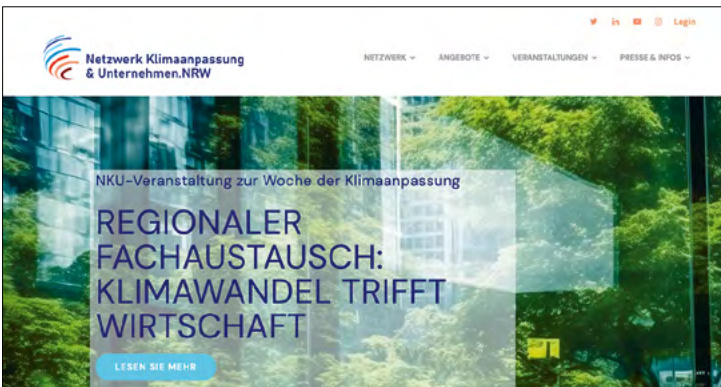 Login
Netzwerk Klimaanpassung
& Unternehmen.NRW
NETZWERK ANGEBOTE VERANSTALTUNGEN PRESSE & INFOS
NKU-Veranstaltung zur Woche der Klimaanpassung
REGIONALER
FACHAUSTAUSCH:
KLIMAWANDEL TRIFFT
WIRTSCHAFT
LESEN SIE MEHR